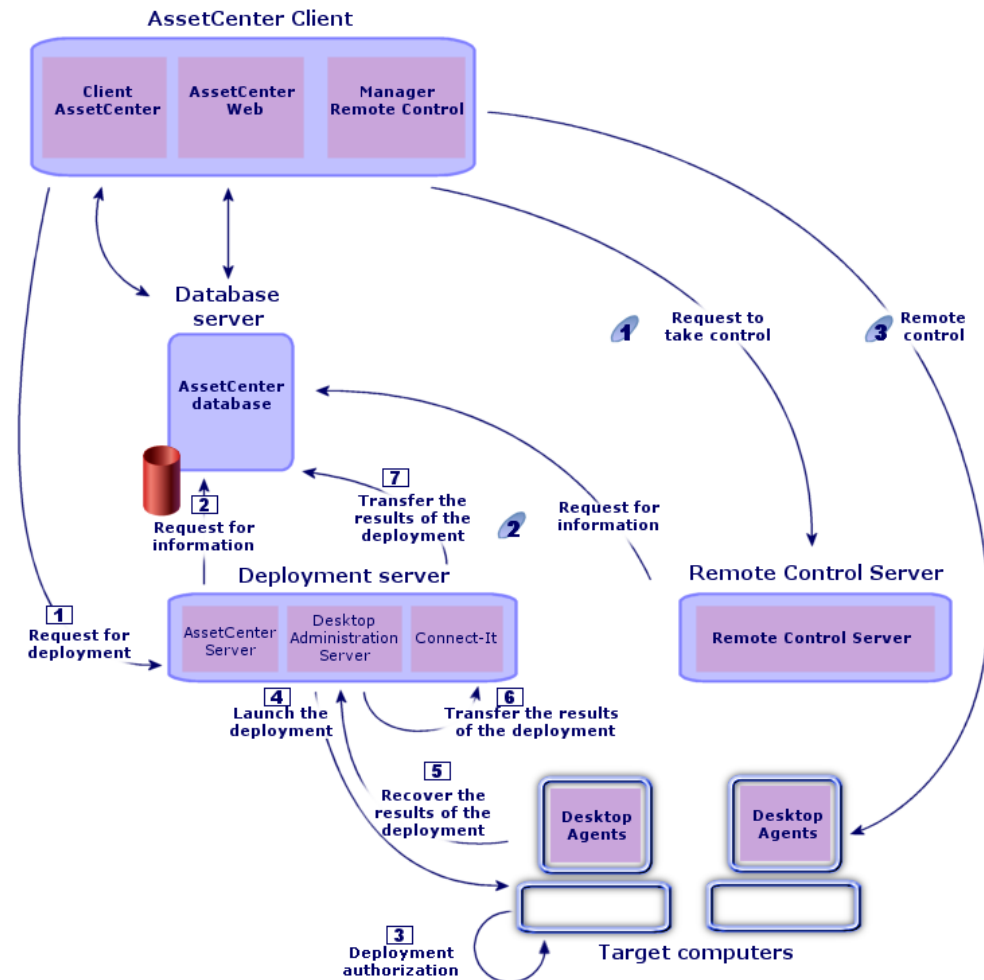 AssetCenter Client
Client
AssetCenter
AssetCenter
Web
Manager
Remote Control
Database
server
AssetCenter
database
1
Request to
take control
3
Remote
control
2
Request for
information
7
Transfer the
results of the
deployment
2
Request for
information
Deployment server
AssetCenter
Server
Desktop
Administration
Server
Connect-It
Remote Control Server
Remote Control Server
1
Request for
deployment
4
Launch the
deployment
6
Transfer the results
of the deployment
5
Recover the
results of the
deployment
Desktop
Agents
Desktop
Agents
3
Deployment
authorization
Target computers